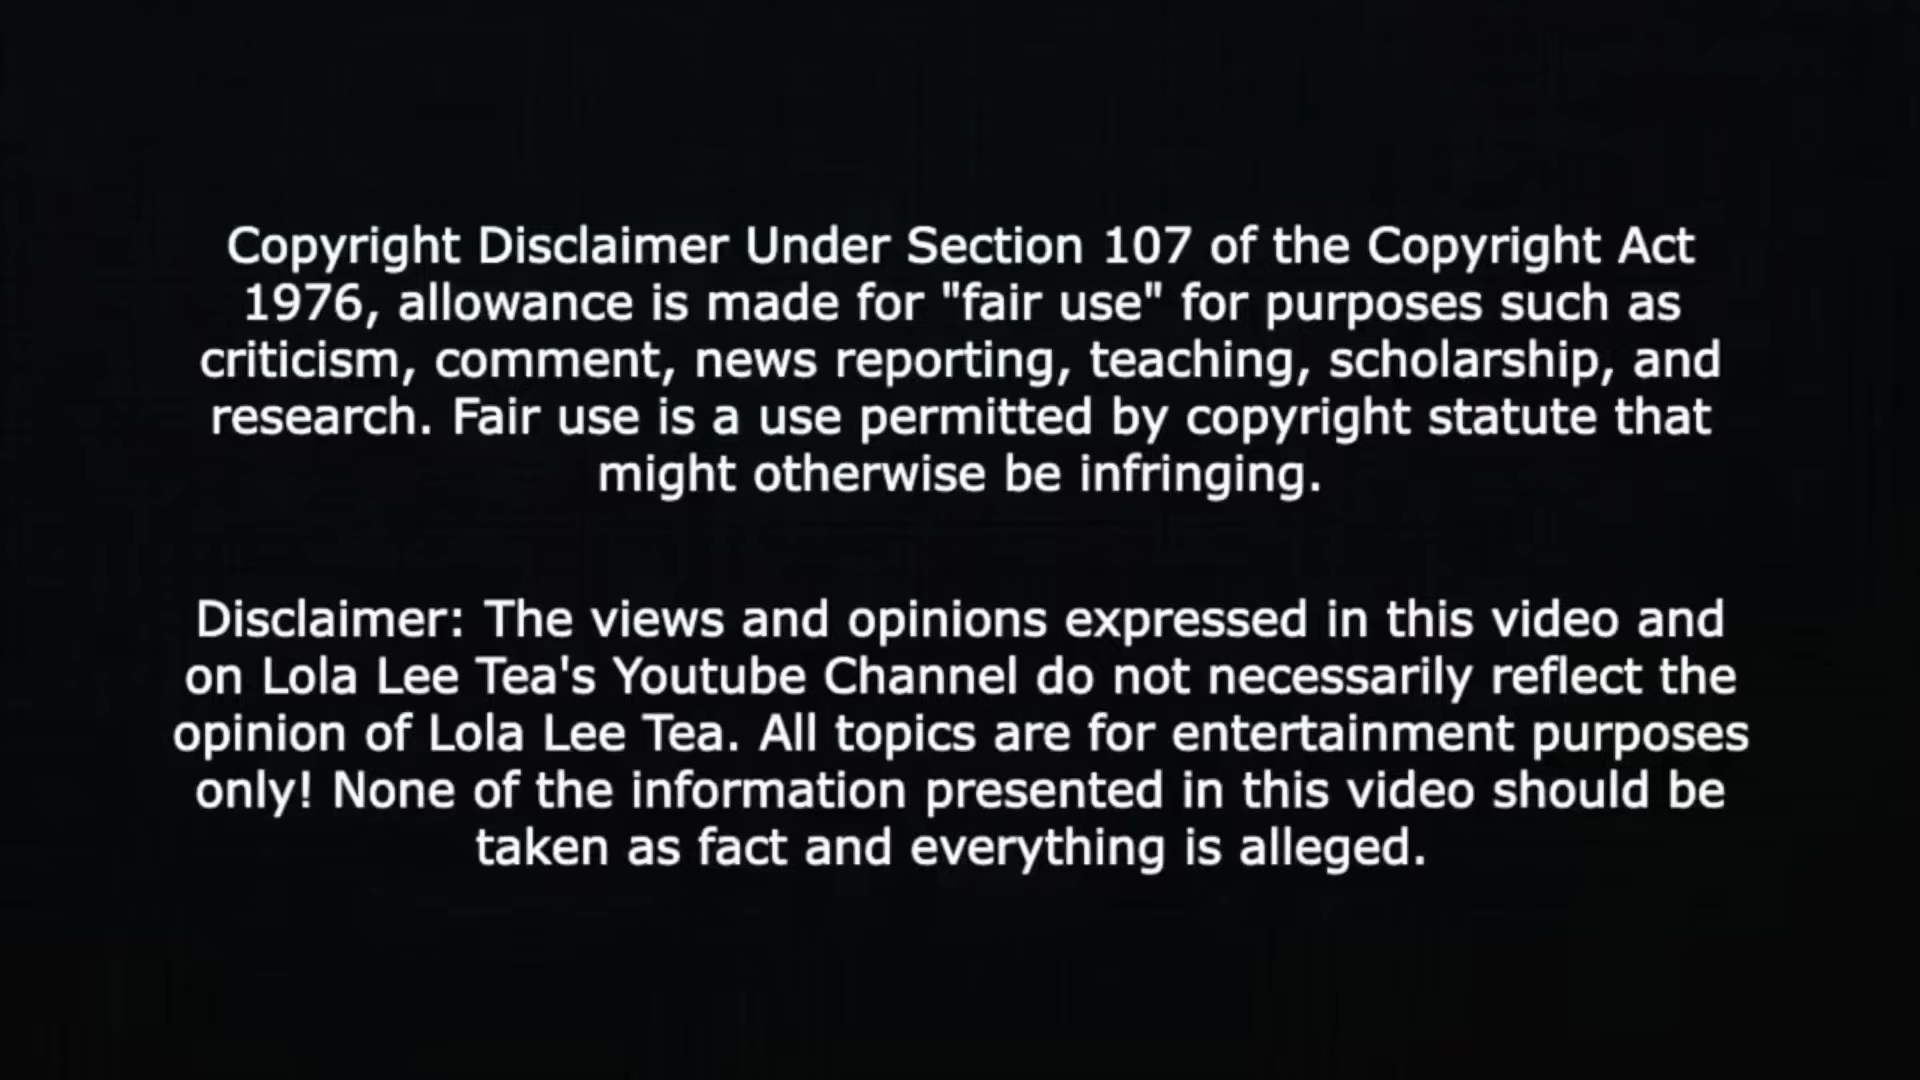 Copyright Disclaimer Under Section 107 of the Copyright Act
1976, allowance is made for "fair use" for purposes such as
criticism, comment, news reporting, teaching, scholarship, and
research. Fair use is a use permitted by copyright statute that
might otherwise be infringing.
Disclaimer: The views and opinions expressed in this video and
on Lola Lee Tea's Youtube Channel do not necessarily reflect the
opinion of Lola Lee Tea. All topics are for entertainment purposes
only! None of the information presented in this video should be
taken as fact and everything is alleged.